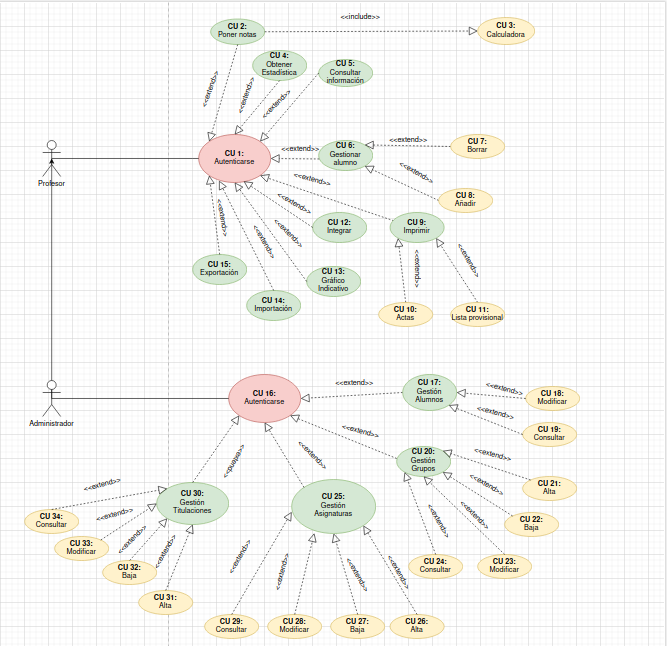 <<include>>
CU 2:
Poner notas
CU 3:
Calculadora
CU 4:
Obtener
Estadística
CU 5:
Consultar
información
<<extend>>
<<extend>>
<<extend>>
CU 1:
Autenticarse
<<extend>>
CU 6:
Gestionar
alumno
<<extend>>
CU 7:
Borrar
<<extend>>
CU 8:
Añadir
Profesor
<<extend>>
<<extend>>
CU 12:
Integrar
CU 9:
Imprimir
<<extend>>
<<extend>>
<<extend>>
<<extend>>
<<extend>>
CU 15:
Exportación
CU 13:
Gráfico
Indicativo
CU 14:
Importación
CU 10:
Actas
CU 11:
Lista provisional
Administrador
CU 16:
Autenticarse
<<extend>>
CU 17:
Gestión
Alumnos
<<extend>>
CU 18:
Modificar
<<extend>>
CU 19:
Consultar
<<extend>>
<<extend>>
<<extend>>
CU 20:
Gestión
Grupos
<<extend>>
CU 21:
Alta
<<extend>>
CU 22:
Baja
<<extend>>
<<extend>>
CU 24:
Consultar
CU 23:
Modificar
CU 30:
Gestión
Titulaciones
CU 25:
Gestión
Asignaturas
<<extend>>
CU 34:
Consultar
<<extend>>
CU 33:
Modificar
<<extend>>
CU 32:
Baja
<<extend>>
CU 31:
Alta
<<extend>>
<<extend>>
<<extend>>
<<extend>>
CU 29:
Consultar
CU 28:
Modificar
CU 27:
Baja
CU 26:
Alta